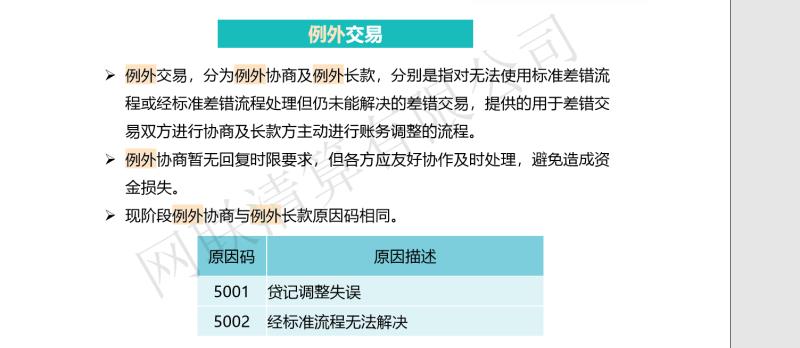 例外交易
➢ 例外交易，分为例外协商及例外长款，分别是指对无法使用标准差错流
程或经标准差错流程处理但仍未能解决的差错交易，提供的用于差错交
易双方进行协商及长款方主动进行账务调整的流程。
➢ 例外协商暂无回复时限要求，但各方应友好协作及时处理，避免造成资
金损失。
➢ 现阶段例外协商与例外长款原因码相同。
原因码 原因描述
5001 贷记调整失误
5002 经标准流程无法解决
网联清算有限公司